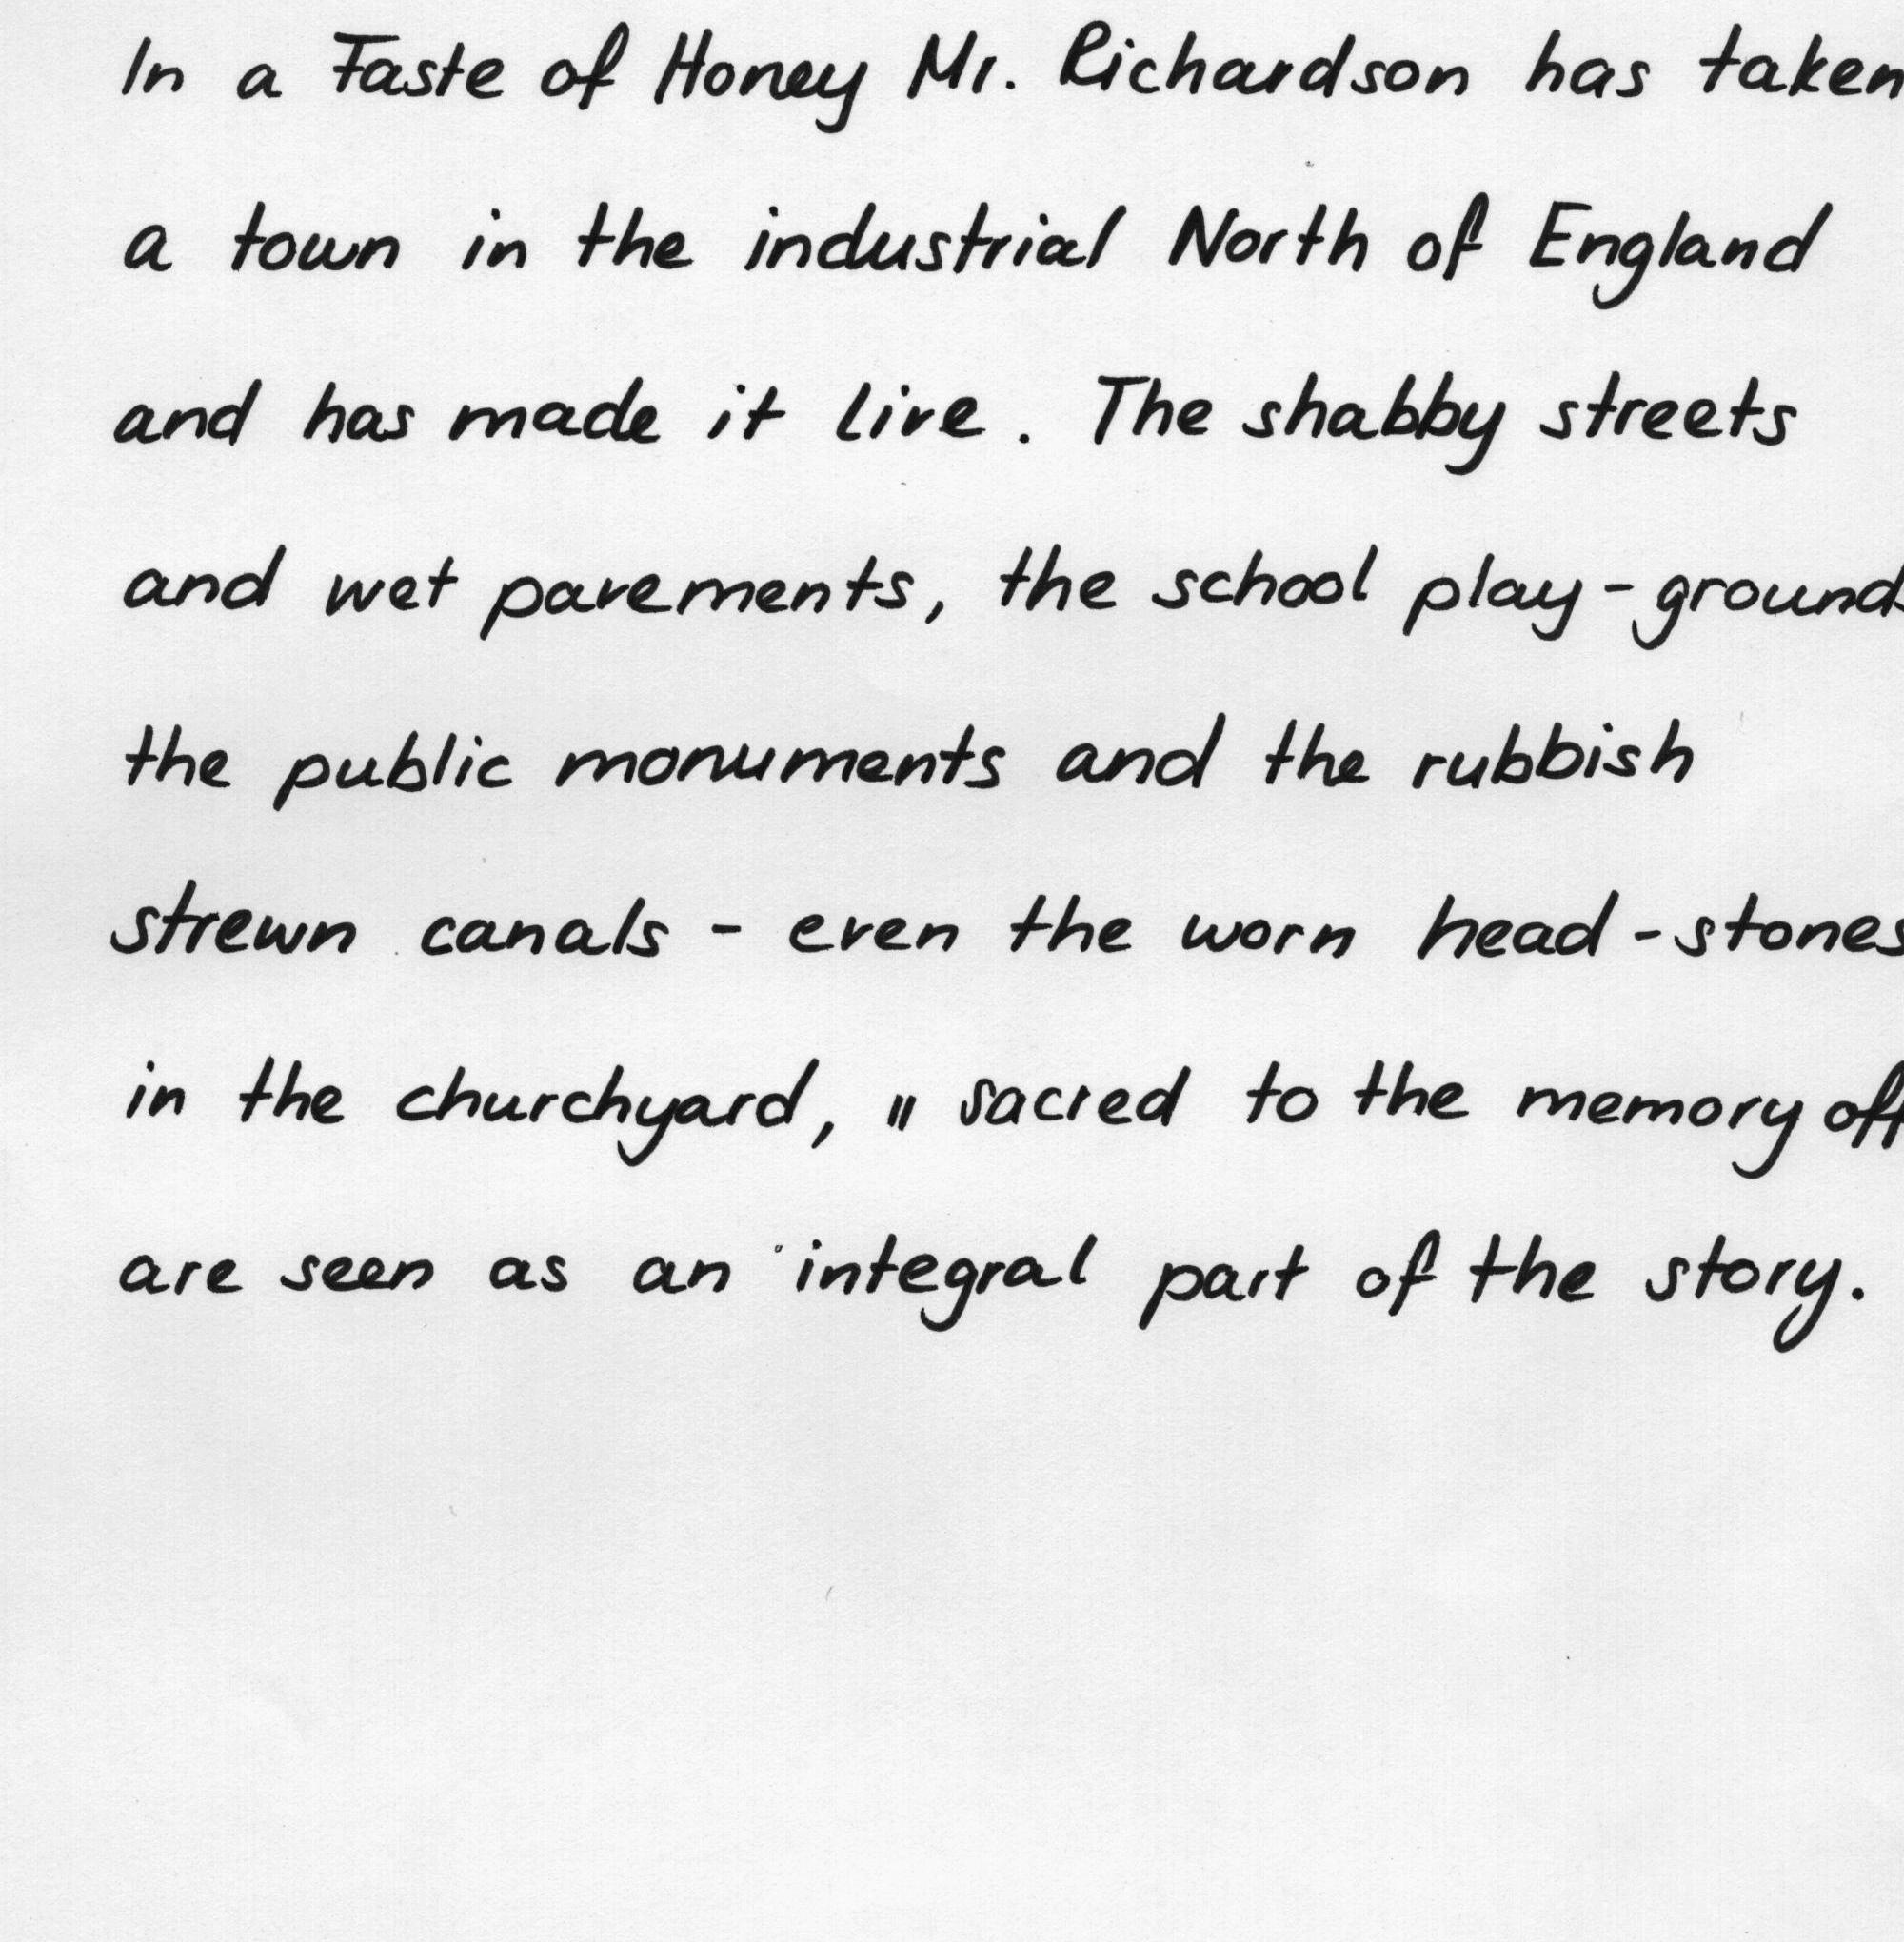 In a Taste of Honey Mr. Richardson has taken
a town in the industrial North of England
and has made it live. The shabby streets
and wet pavements, the school play-grounds
the public monuments and the rubbish
strewn canals - even the worn head-stones
in the churchyard, " sacred to the memory of"
are seen as an integral part of the story.